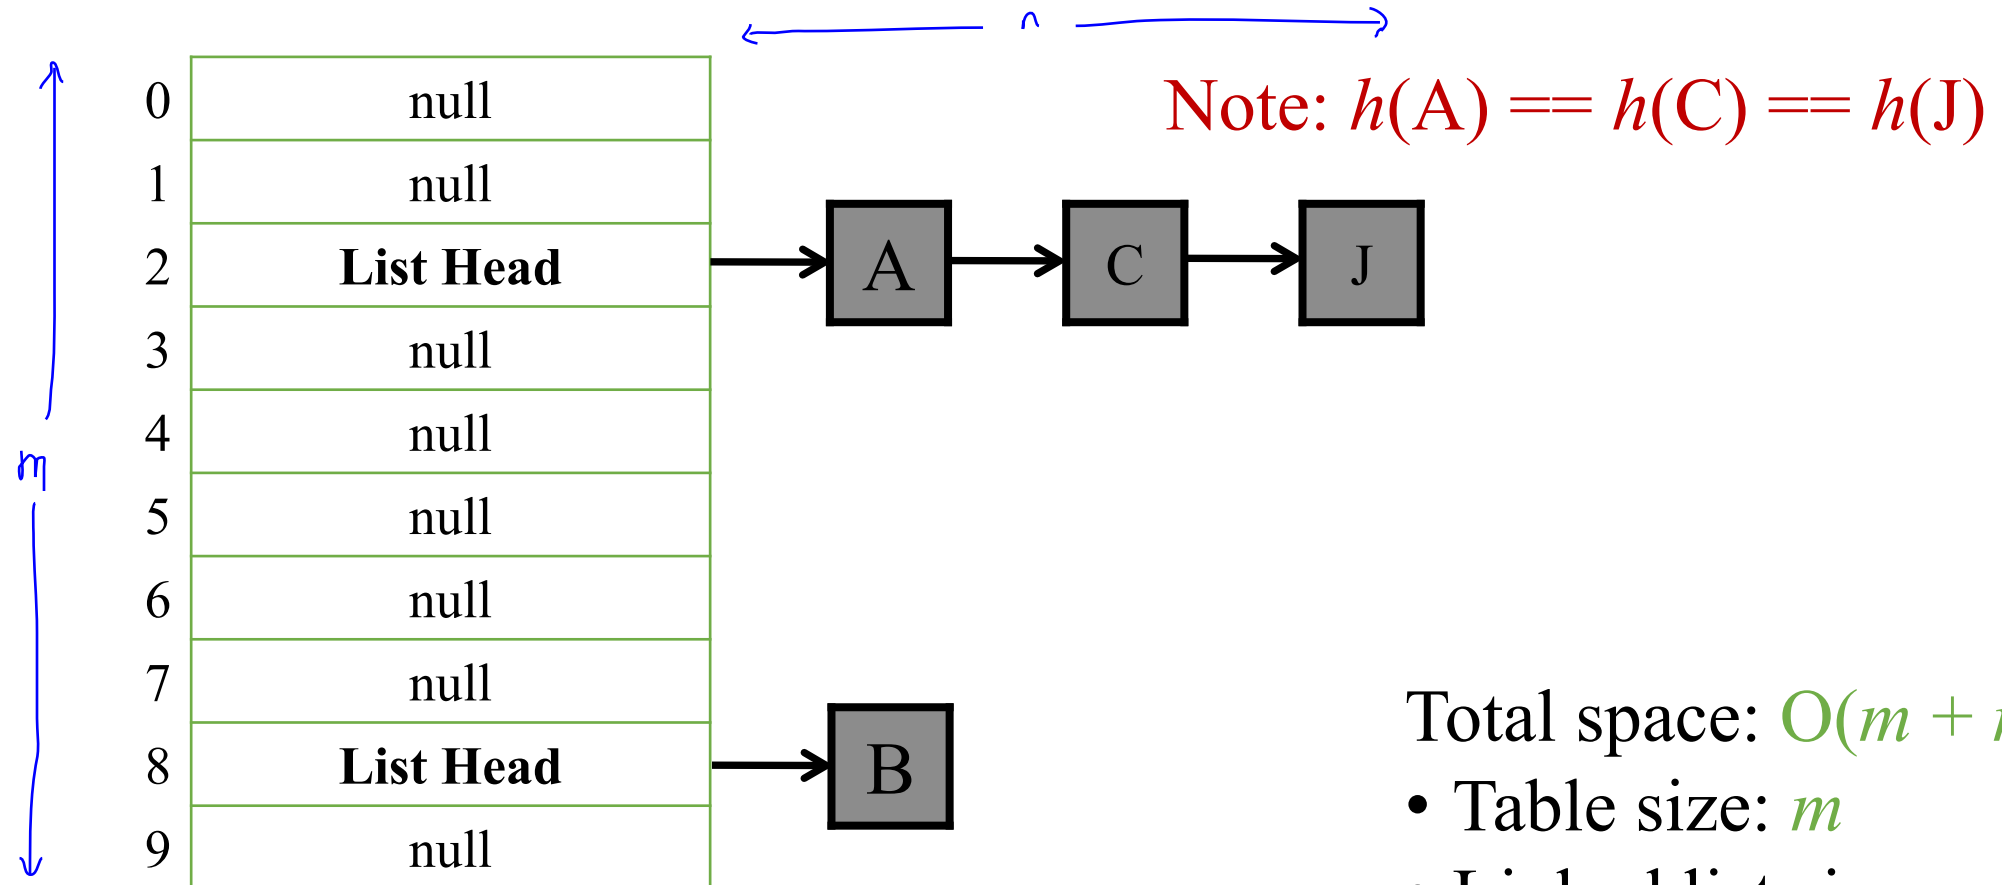 n
Note: h(A) == h(C) == h(J)
0 null
1 null
2 List Head A C J
3 null
4 null
m
5 null
6 null
7 null
8 List Head B
9 null
Total space: O(m +
• Table size: m